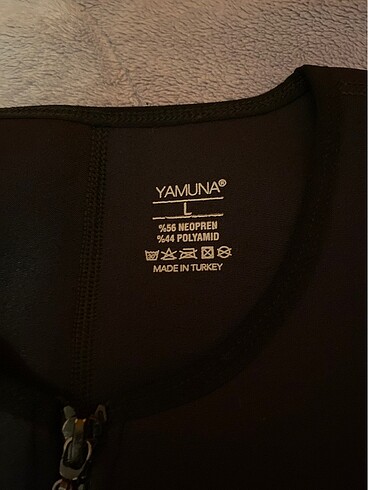 YAMUNA®
L
%56 NEOPREN
%44 POLYAMID
MADE IN TURKEY